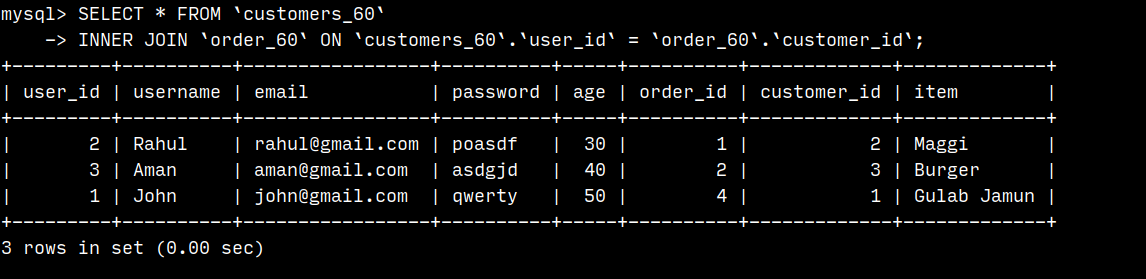 mysql> SELECT * FROM `customers_60`
    -> INNER JOIN `order_60` ON `customers_60`.`user_id` = `order_60`.`customer_id`;
+---------+----------+-----------------+----------+-----+----------+-------------+-------------+
| user_id | username | email           | password | age | order_id | customer_id | item        |
+---------+----------+-----------------+----------+-----+----------+-------------+-------------+
|       2 | Rahul    | rahul@gmail.com | poasdf   |  30 |        1 |           2 | Maggi       |
|       3 | Aman     | aman@gmail.com  | asdgjd   |  40 |        2 |           3 | Burger      |
|       1 | John     | john@gmail.com  | qwerty   |  50 |        4 |           1 | Gulab Jamun |
+---------+----------+-----------------+----------+-----+----------+-------------+-------------+
3 rows in set (0.00 sec)